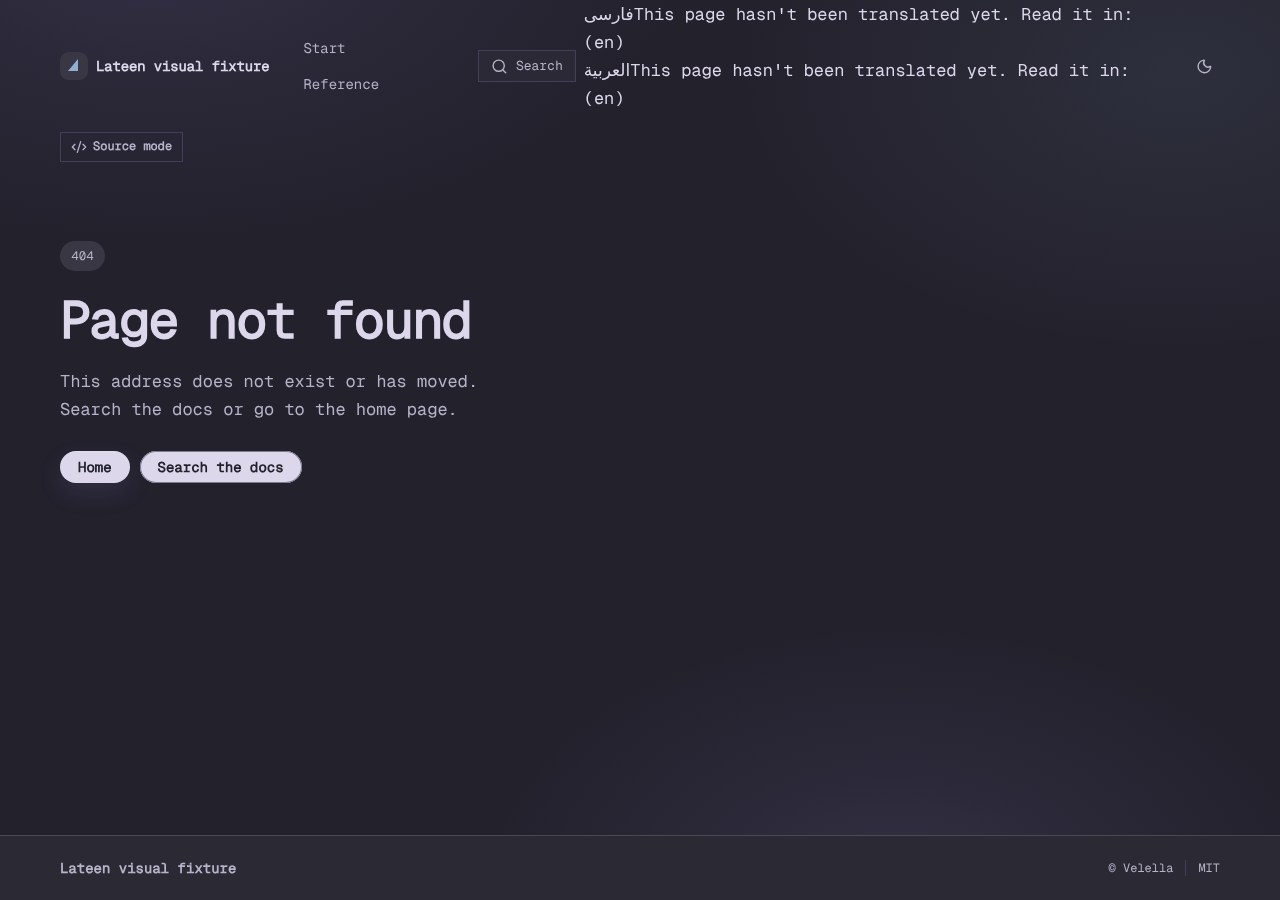 Lateen visual fixture
Start
Reference
Search
فارسیThis page hasn't been translated yet. Read it in:
(en)
العربيةThis page hasn't been translated yet. Read it in:
(en)
Source mode
404
Page not found
This address does not exist or has moved.
Search the docs or go to the home page.
Home
Search the docs
Lateen visual fixture
© Velella
MIT